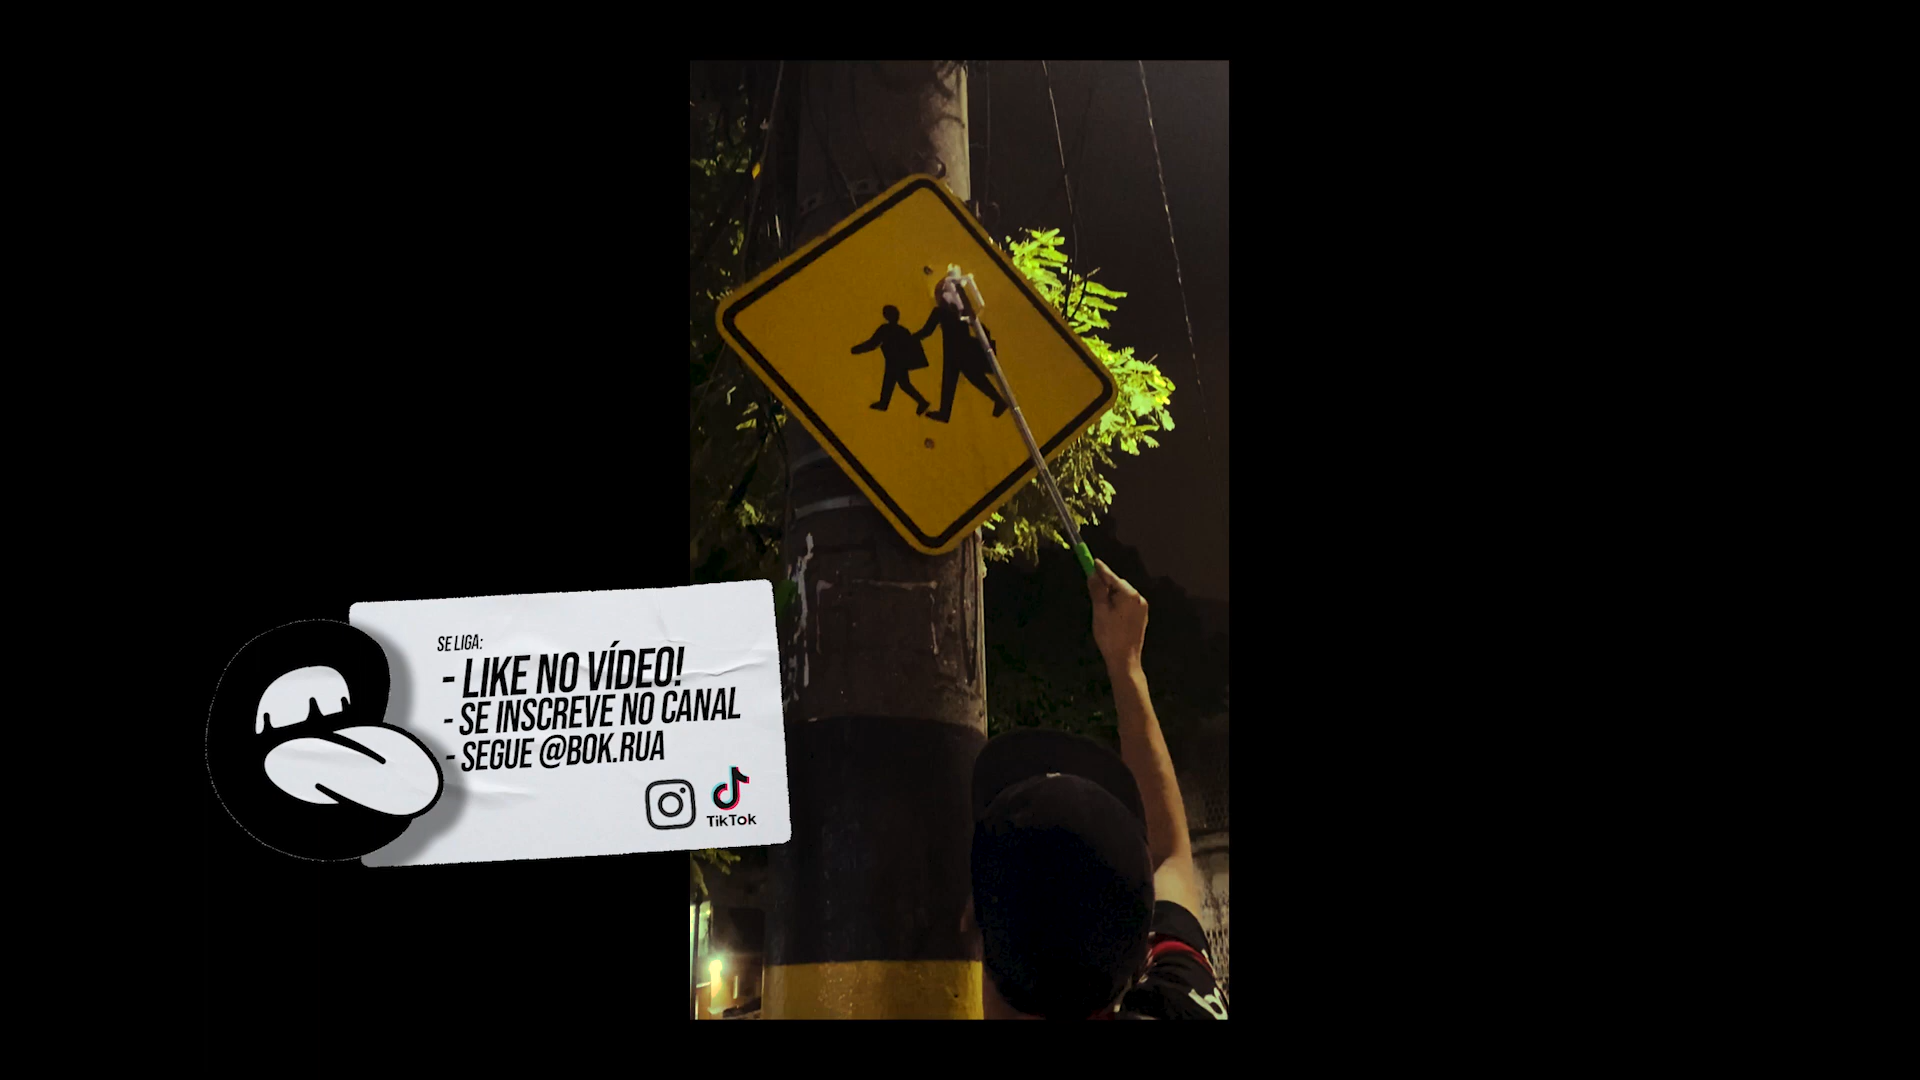 SE LIGA:
- LIKE NO VÍDEO!
- SE INSCREVE NO CANAL
- SEGUE @BOK.RUA
TikTok